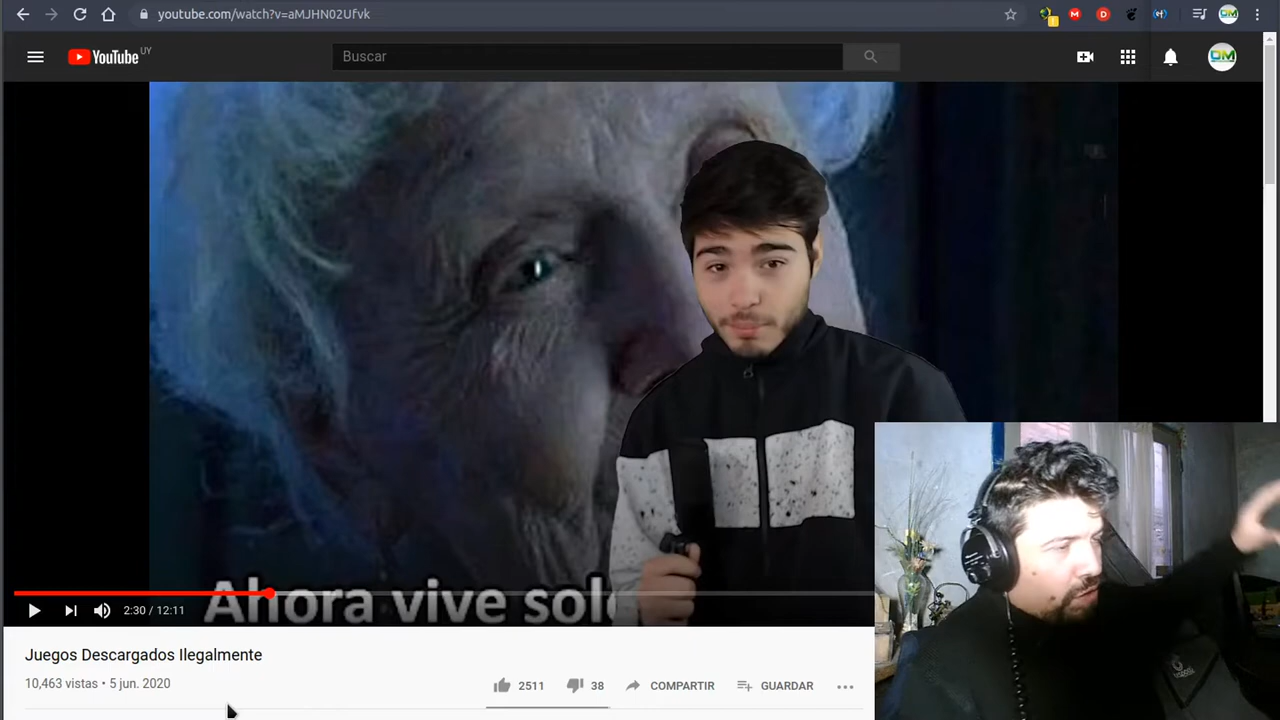 youtube.com/watch?v=aMJHN02Ufvk
YouTube UY
Buscar
Ahora vive solo
2:30 / 12:11
Juegos Descargados Ilegalmente
10,463 vistas • 5 jun. 2020
2511
38
COMPARTIR
GUARDAR